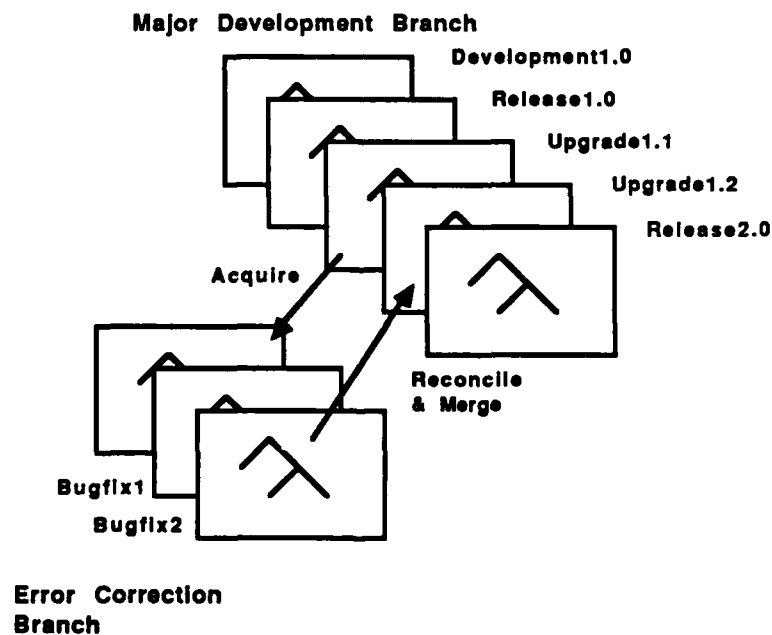 Major Development Branch
Development1.0
Release1.0
Upgrade1.1
Upgrade1.2
Release2.0
Acquire
Reconcile
& Merge
Bugfix1
Bugfix2
Error Correction
Branch